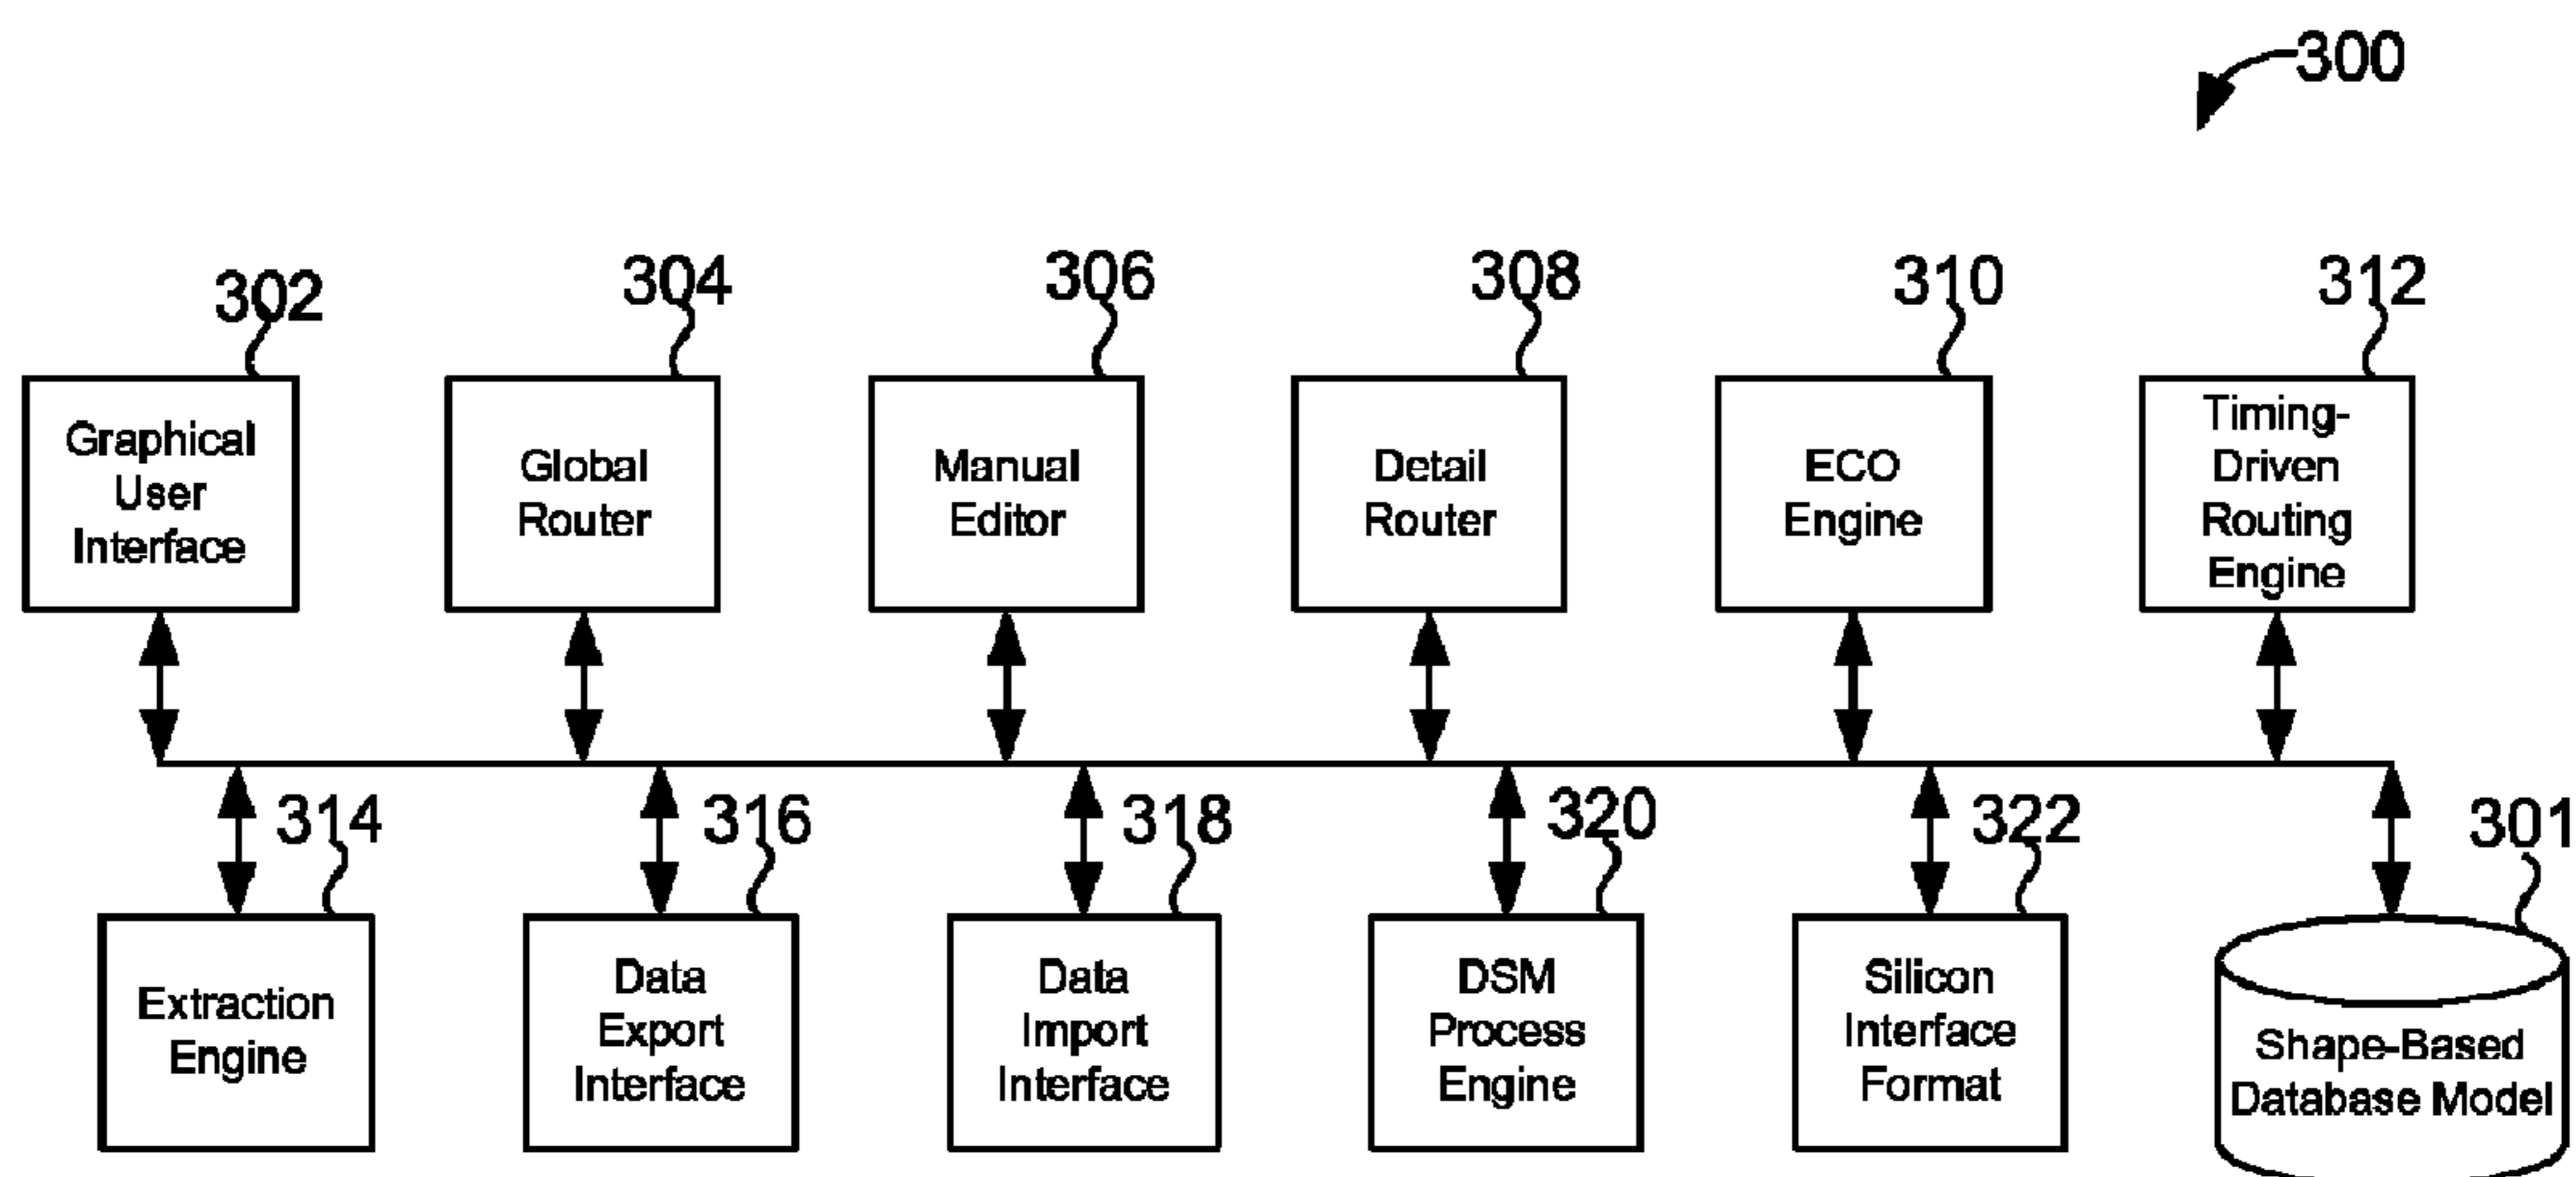 300
302
304
306
308
310
312
Graphical
User
Interface
Global
Router
Manual
Editor
Detail
Router
ECO
Engine
Timing-
Driven
Routing
Engine
314
316
318
320
322
301
Extraction
Engine
Data
Export
Interface
Data
Import
Interface
DSM
Process
Engine
Silicon
Interface
Format
Shape-Based
Database Model